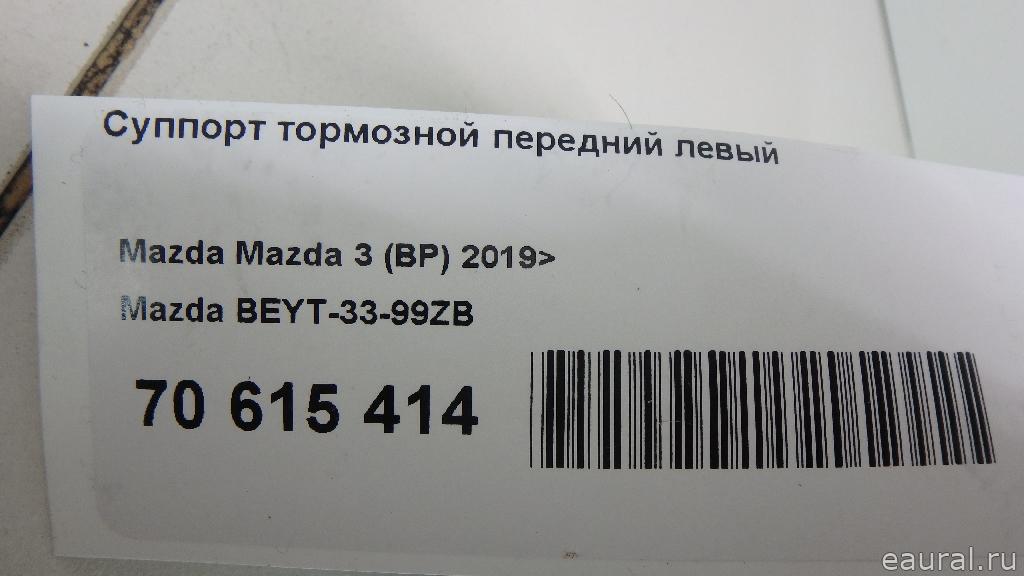 Суппорт тормозной передний левый
Mazda Mazda 3 (BP) 2019>
Mazda BEYT-33-99ZB
70 615 414
eaural.ru